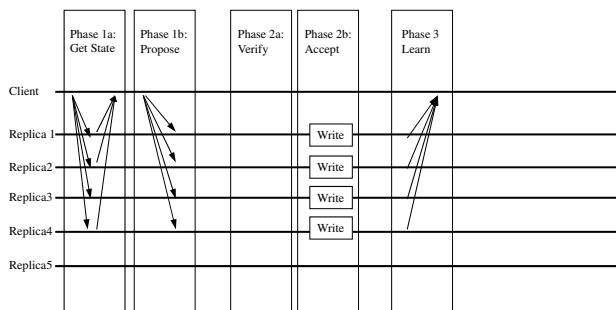 Phase 1a:
Get State
Phase 1b:
Propose
Phase 2a:
Verify
Phase 2b:
Accept
Phase 3
Learn
Client
Replica 1
Write
Replica2
Write
Replica3
Write
Replica4
Write
Replica5